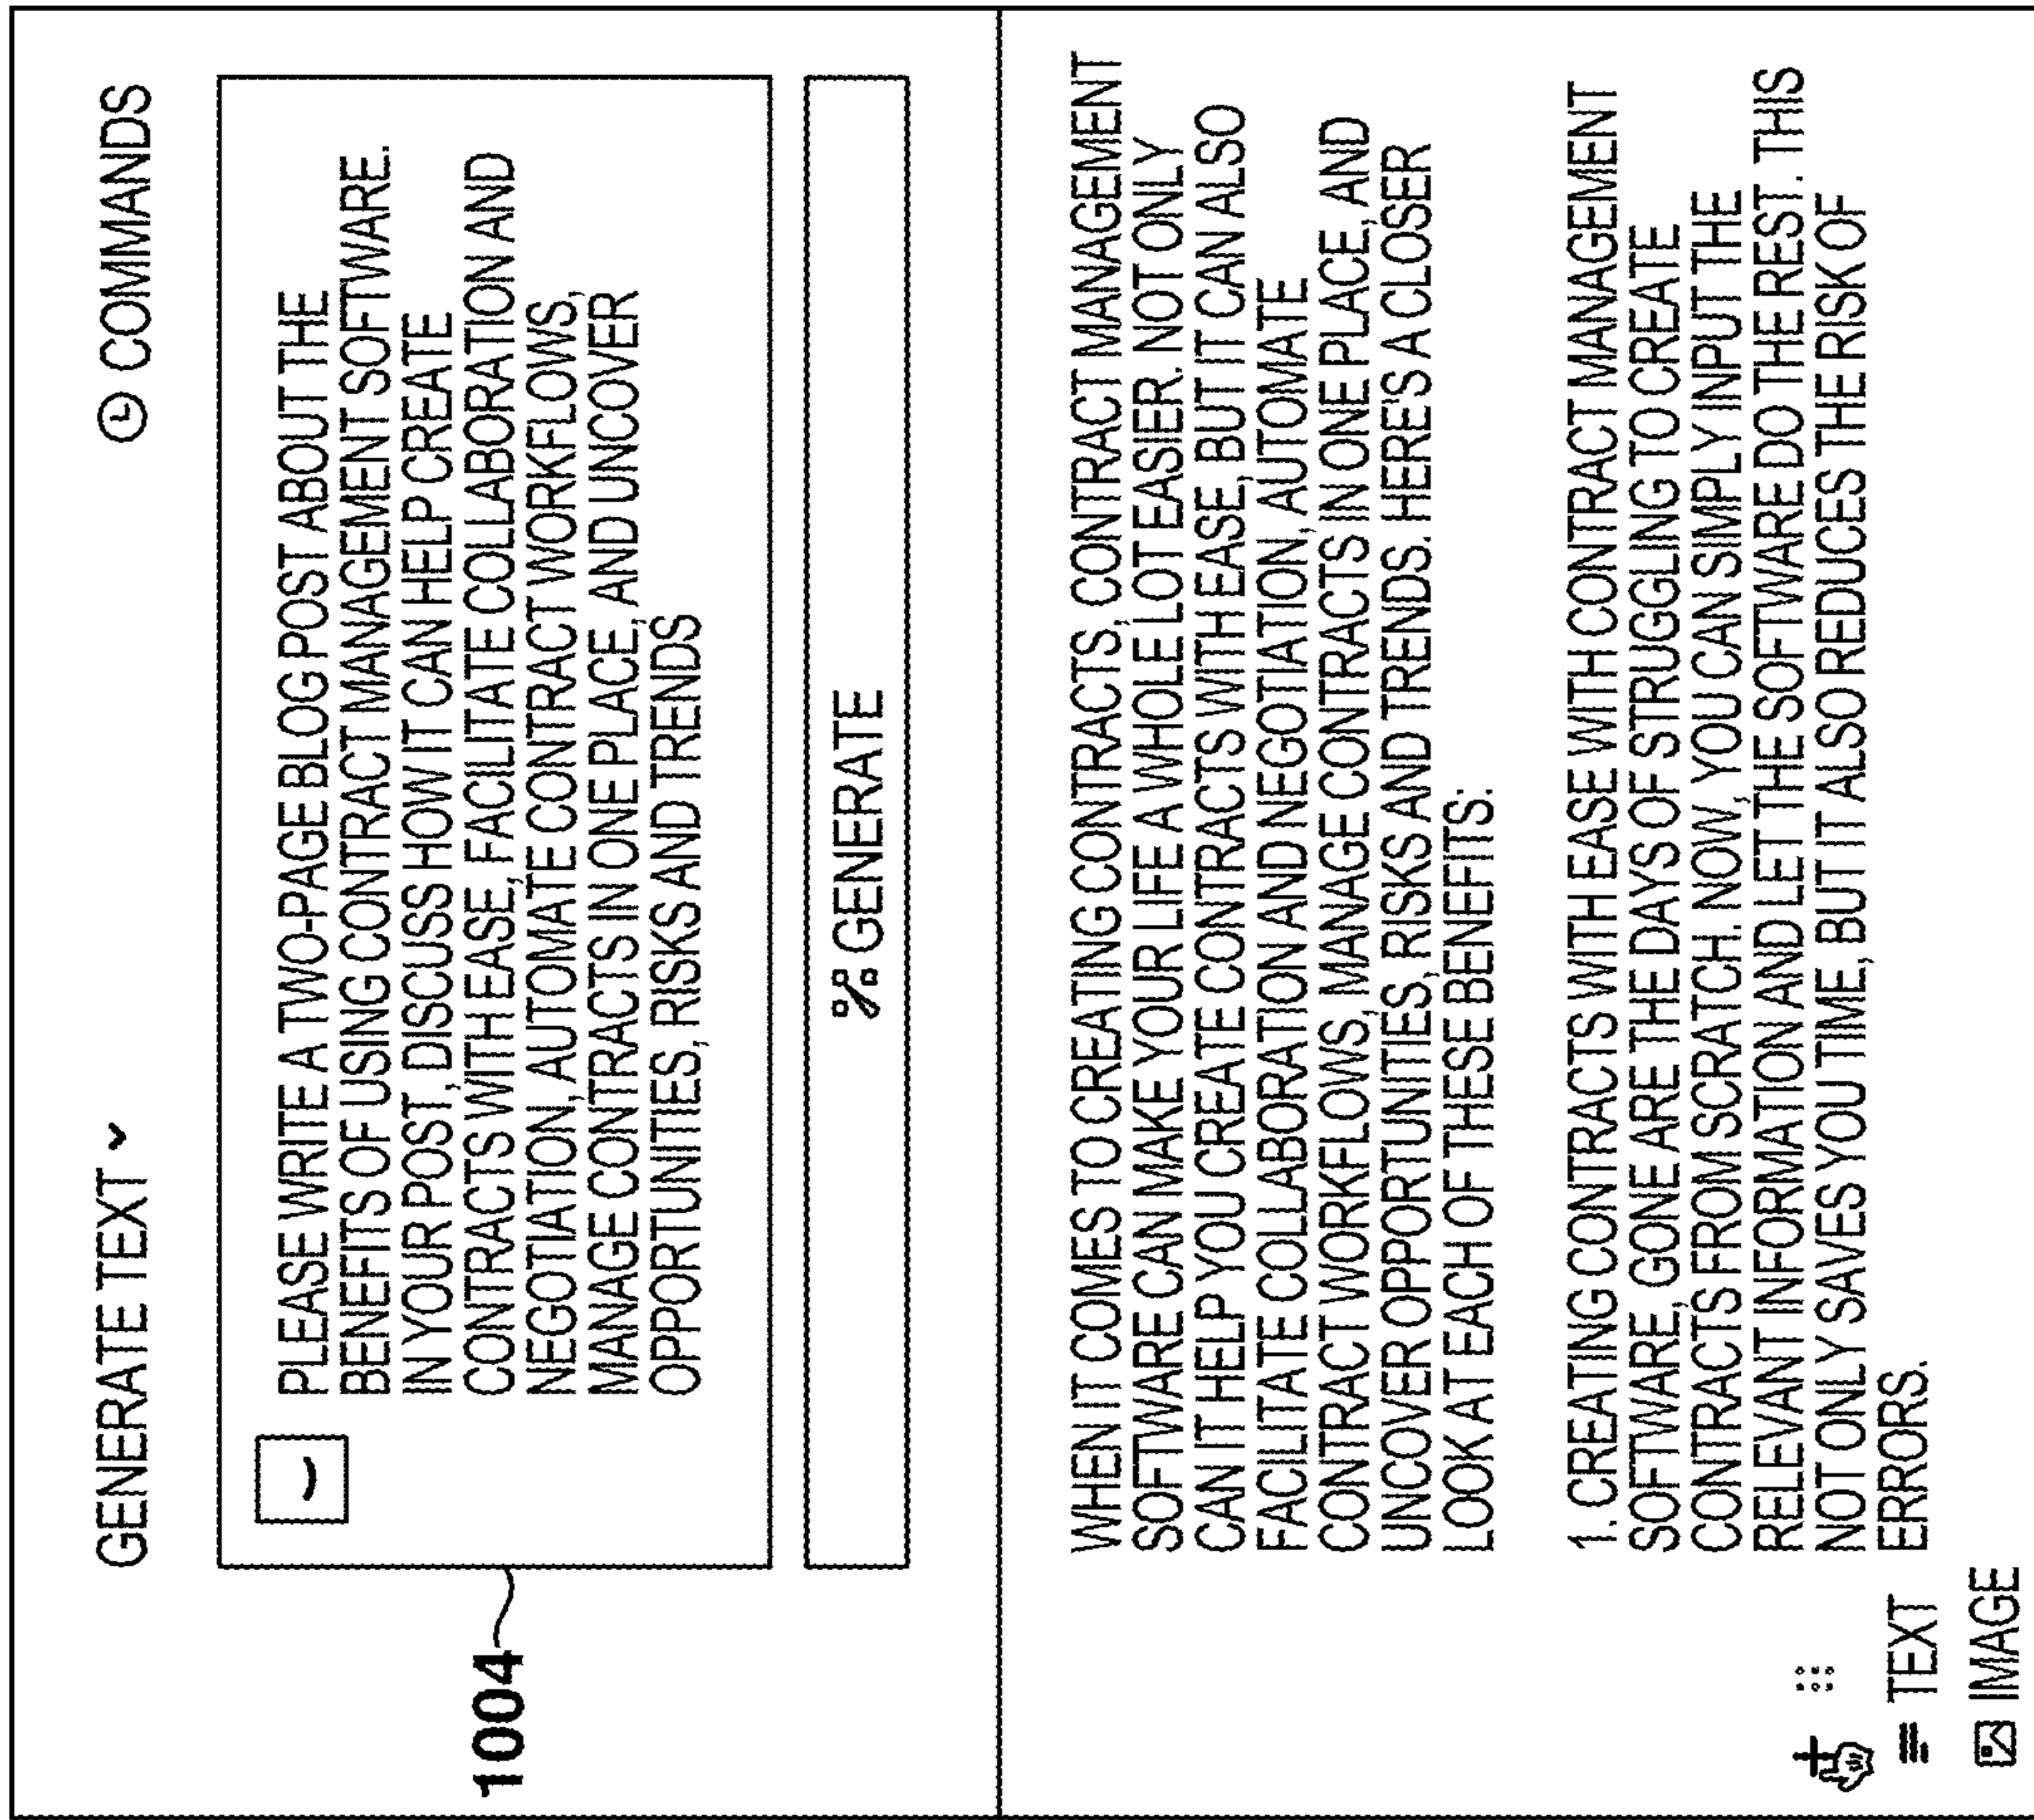 GENERATE TEXT
COMMANDS
PLEASE WRITE A TWO-PAGE BLOG POST ABOUT THE
BENEFITS OF USING CONTRACT MANAGEMENT SOFTWARE.
IN YOUR POST, DISCUSS HOW IT CAN HELP CREATE
CONTRACTS WITH EASE, FACILITATE COLLABORATION AND
NEGOTIATION, AUTOMATE CONTRACT WORKFLOWS,
MANAGE CONTRACTS IN ONE PLACE, AND UNCOVER
OPPORTUNITIES, RISKS AND TRENDS
1004
GENERATE
WHEN IT COMES TO CREATING CONTRACTS, CONTRACT MANAGEMENT
SOFTWARE CAN MAKE YOUR LIFE A WHOLE LOT EASIER. NOT ONLY
CAN IT HELP YOU CREATE CONTRACTS WITH EASE, BUT IT CAN ALSO
FACILITATE COLLABORATION AND NEGOTIATION, AUTOMATE
CONTRACT WORKFLOWS, MANAGE CONTRACTS IN ONE PLACE, AND
UNCOVER OPPORTUNITIES, RISKS AND TRENDS. HERE'S A CLOSER
LOOK AT EACH OF THESE BENEFITS:
1. CREATING CONTRACTS WITH EASE WITH CONTRACT MANAGEMENT
SOFTWARE, GONE ARE THE DAYS OF STRUGGLING TO CREATE
CONTRACTS FROM SCRATCH. NOW, YOU CAN SIMPLY INPUT THE
RELEVANT INFORMATION AND LET THE SOFTWARE DO THE REST. THIS
NOT ONLY SAVES YOU TIME, BUT IT ALSO REDUCES THE RISK OF
ERRORS.
TEXT
IMAGE